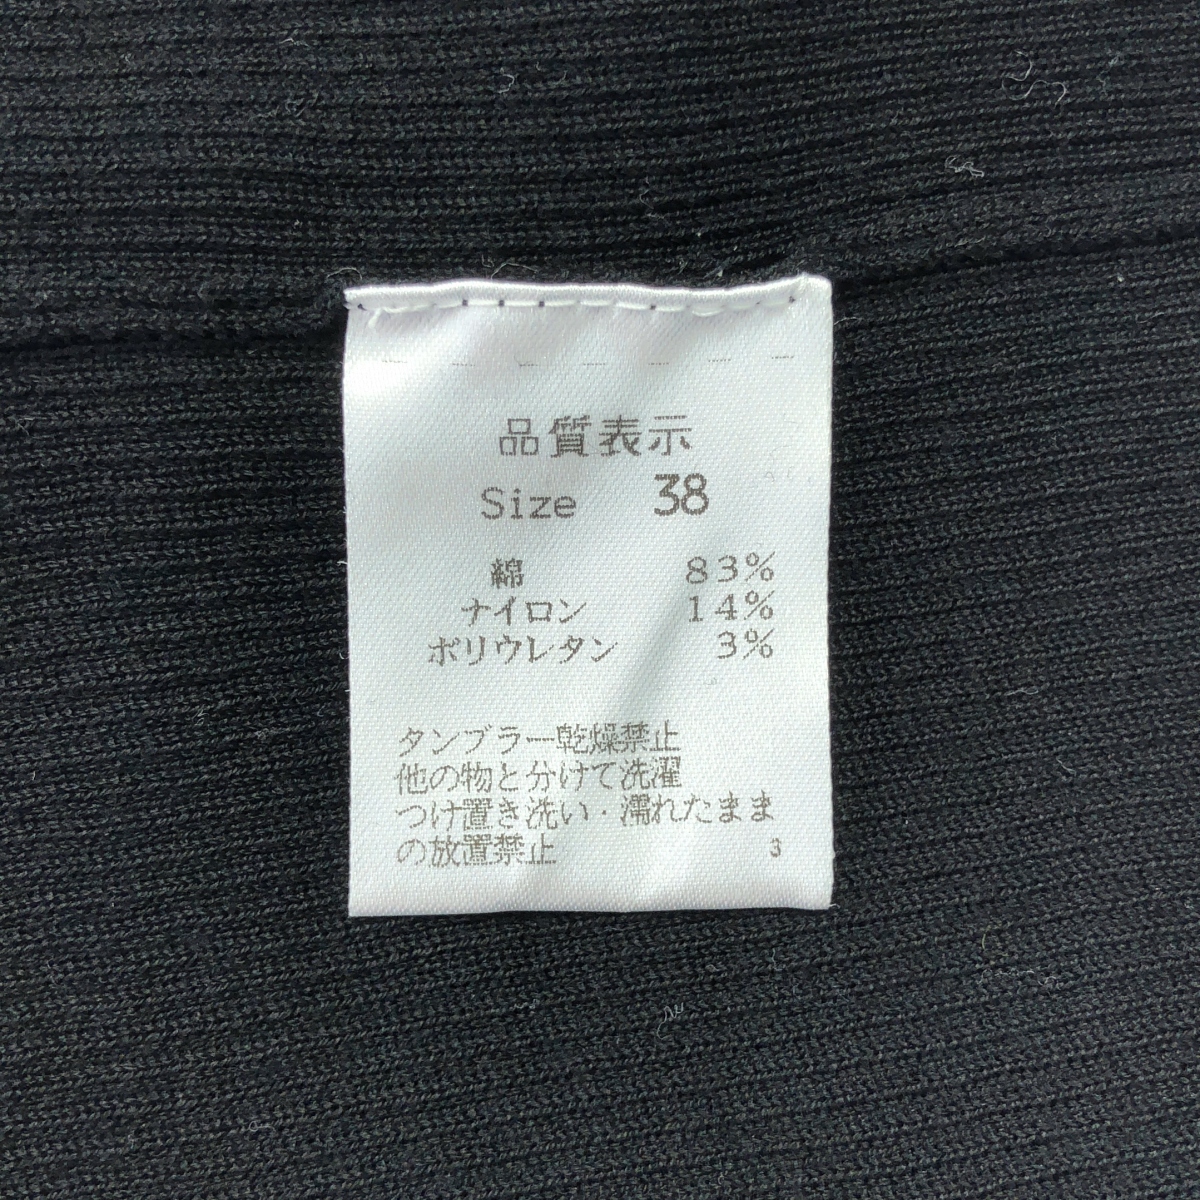 品質表示
Size 38
綿 83%
ナイロン 14%
ポリウレタン 3%
タンブラー乾燥禁止
他の物と分けて洗濯
つけ置き洗い・濡れたまま
の放置禁止 3